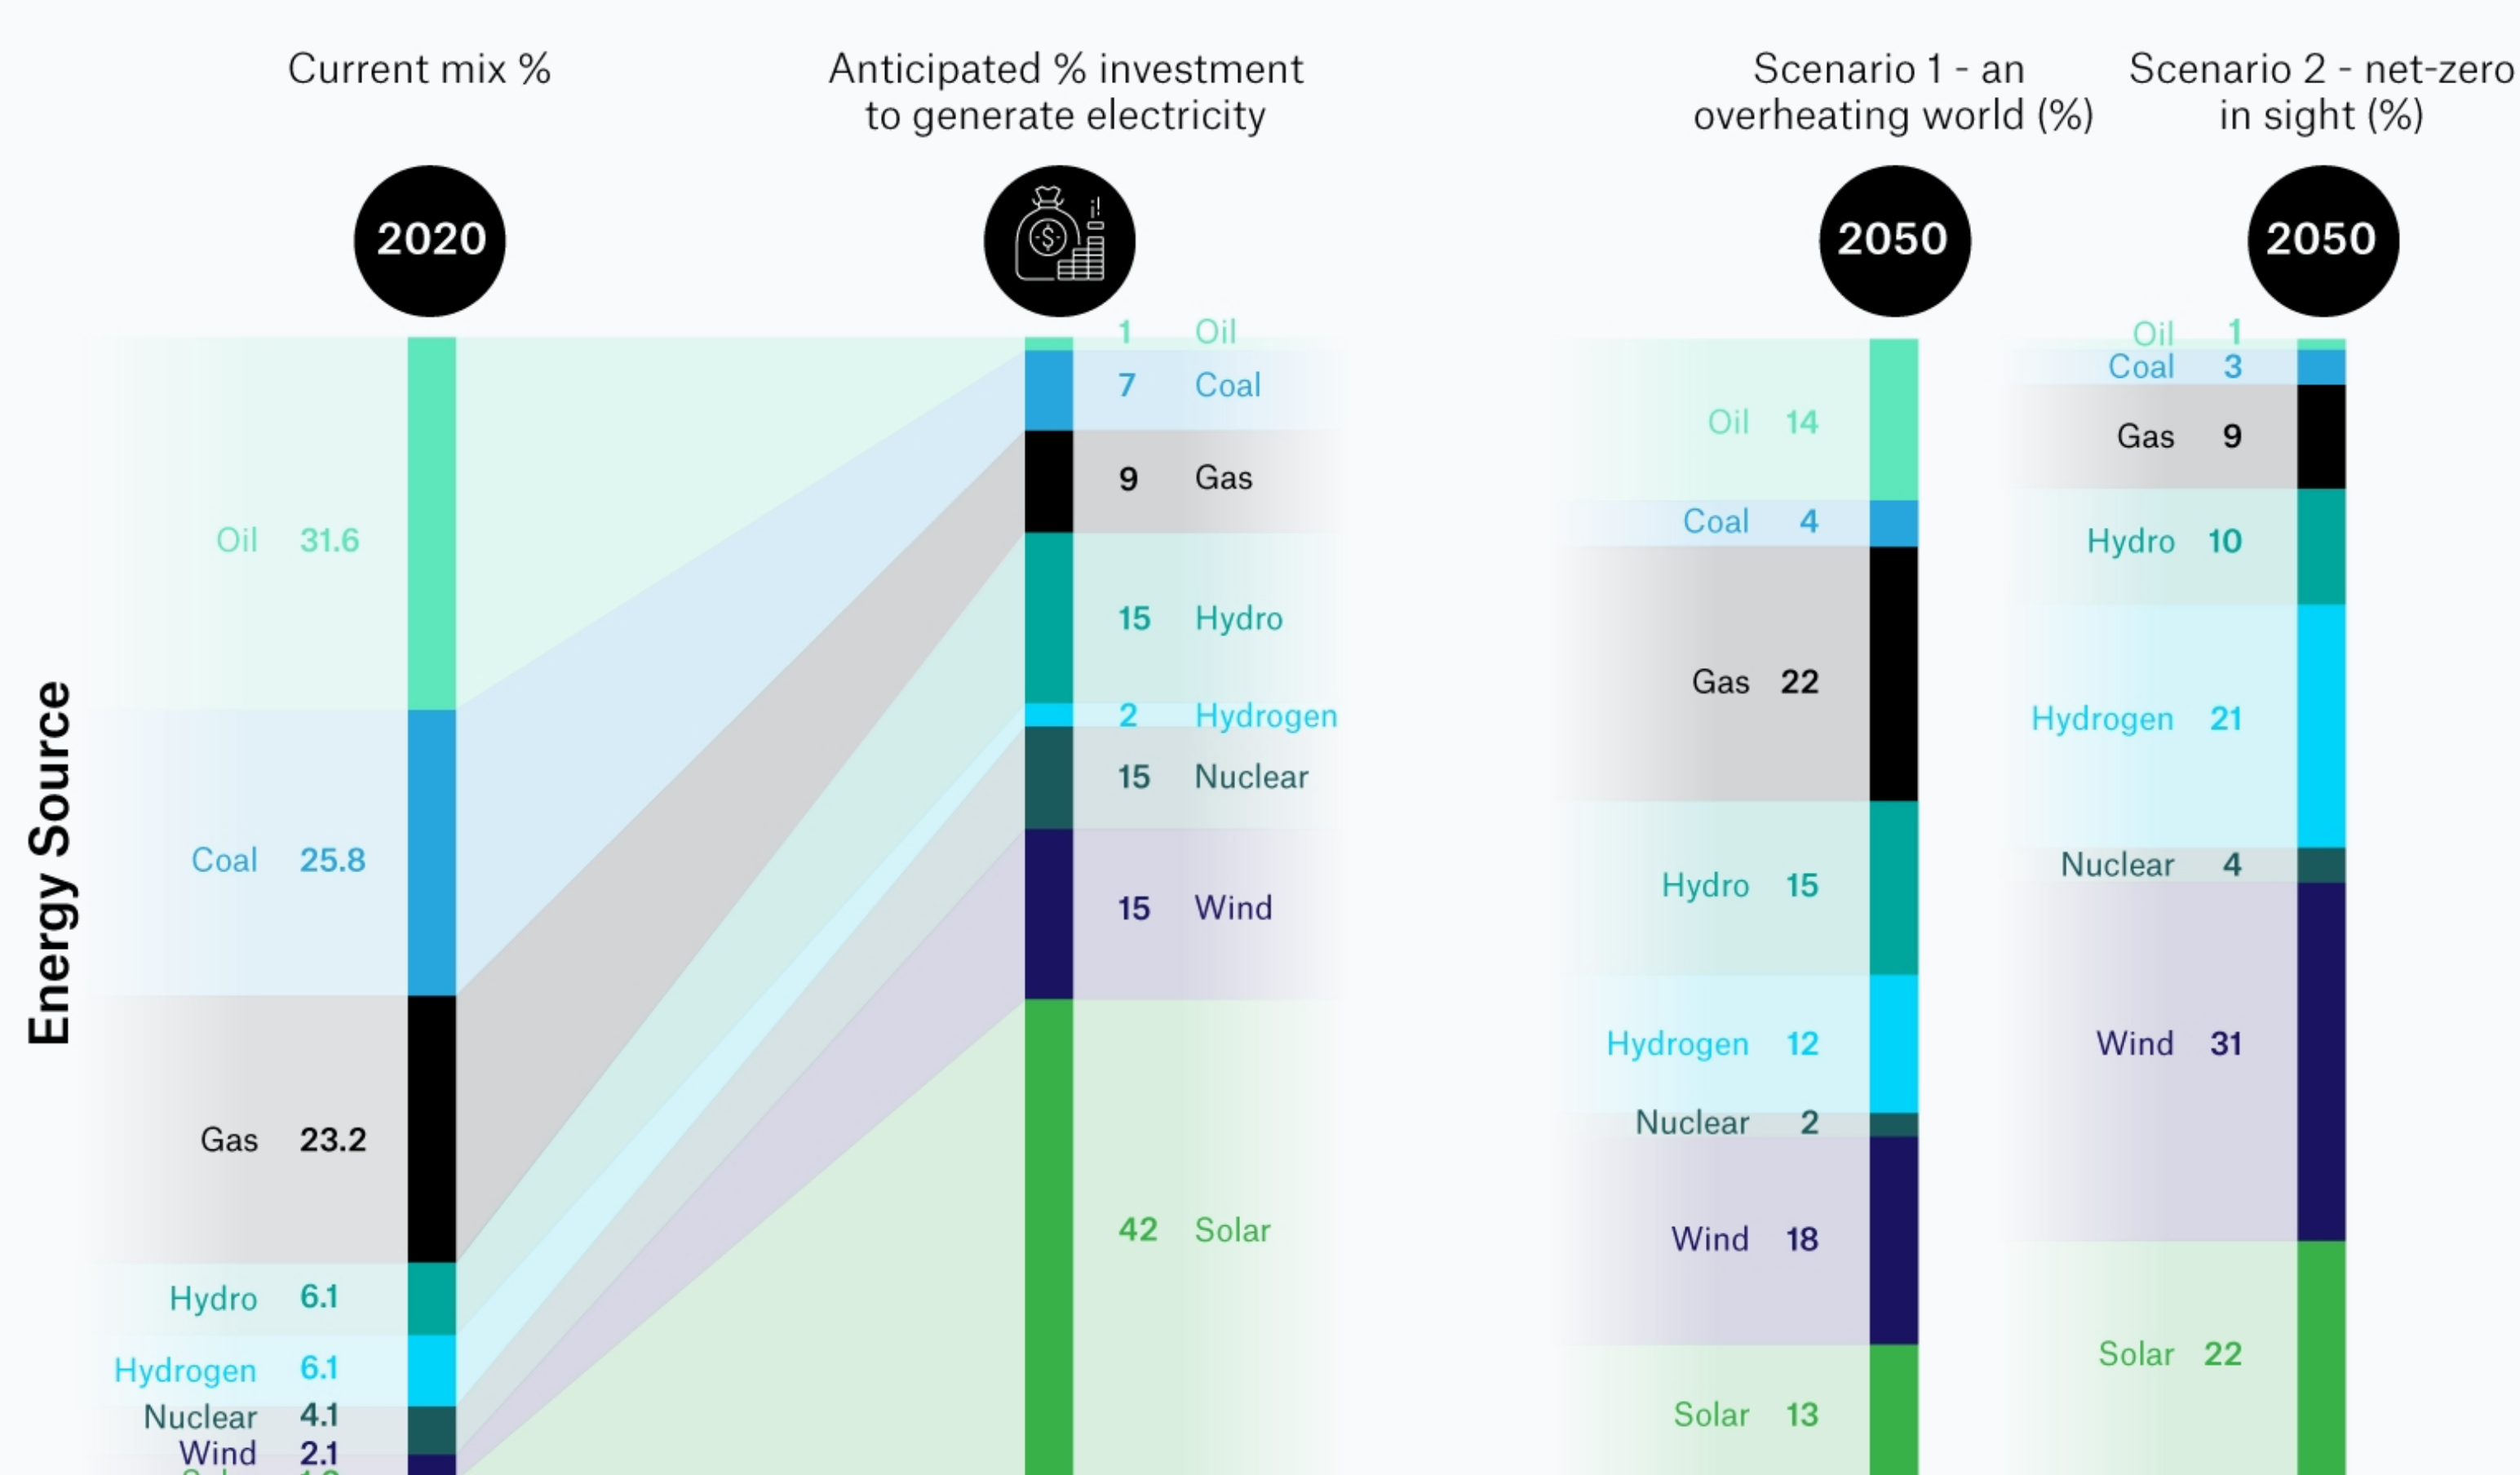 Current mix %
Anticipated % investment
to generate electricity
Scenario 1 - an
overheating world (%)
Scenario 2 - net-zero
in sight (%)
2020
$
2050
2050
Energy Source
Oil 31.6
Coal 25.8
Gas 23.2
Hydro 6.1
Hydrogen 6.1
Nuclear 4.1
Wind 2.1
1 Oil
7 Coal
9 Gas
15 Hydro
2 Hydrogen
15 Nuclear
15 Wind
42 Solar
Oil 14
Coal 4
Gas 22
Hydro 15
Hydrogen 12
Nuclear 2
Wind 18
Solar 13
Oil 1
Coal 3
Gas 9
Hydro 10
Hydrogen 21
Nuclear 4
Wind 31
Solar 22